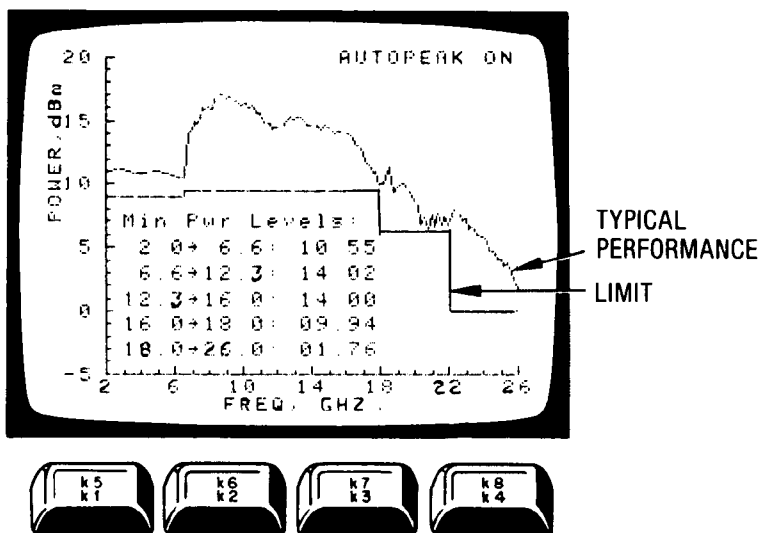 AUTOPEAK ON
POWER, dBm
20
15
10
5
0
-5
Min Pwr Levels:
2.0→ 6.6: 10.55
6.6→12.3: 14.02
12.3→16.0: 14.00
16.0→18.0: 09.94
18.0→26.0: 01.76
2 6 10 14 18 22 26
FREQ, GHZ.
TYPICAL
PERFORMANCE
LIMIT
k5 k6 k7 k8
k1 k2 k3 k4